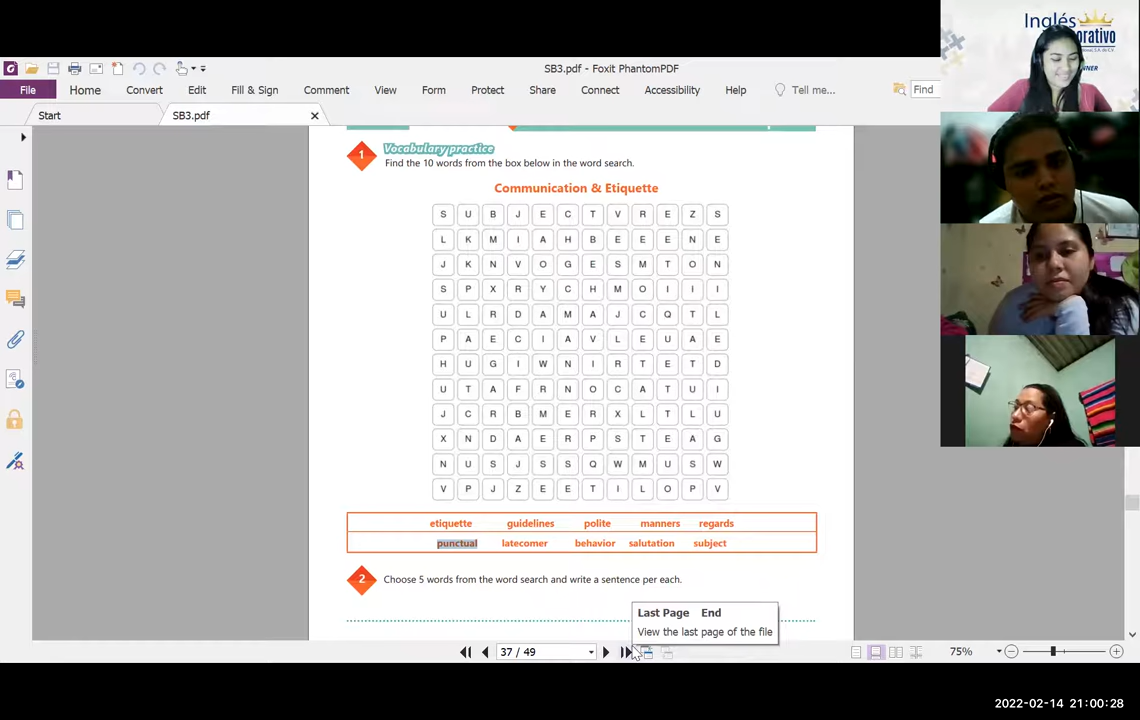 SB3.pdf - Foxit PhantomPDF
File Home Convert Edit Fill & Sign Comment View Form Protect Share Connect Accessibility Help Tell me... Find
Start SB3.pdf
1 Vocabulary practice
Find the 10 words from the box below in the word search.
Communication & Etiquette
S U B J E C T V R E Z S
L K M I A H B E E E N E
J K N V O G E S M T O N
S P X R Y C H M O I I I
U L R D A M A J C Q T L
P A E C I A V L E U A E
H U G I W N I R T E T D
U T A F R N O C A T U I
J C R B M E R X L T L U
X N D A E R P S T E A G
N U S J S S Q W M U S W
V P J Z E E T I L O P V
etiquette guidelines polite manners regards
punctual latecomer behavior salutation subject
2 Choose 5 words from the word search and write a sentence per each.
Last Page End
View the last page of the file
37 / 49
75%
Inglés
2022-02-14 21:00:28